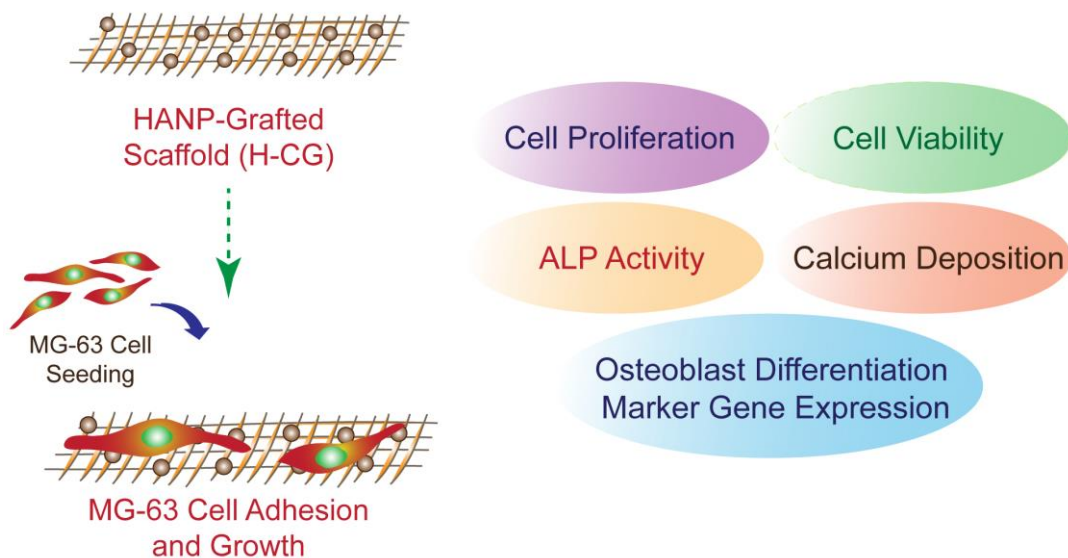 HANP-Grafted
Scaffold (H-CG)
MG-63 Cell
Seeding
MG-63 Cell Adhesion
and Growth
Cell Proliferation
Cell Viability
ALP Activity
Calcium Deposition
Osteoblast Differentiation
Marker Gene Expression